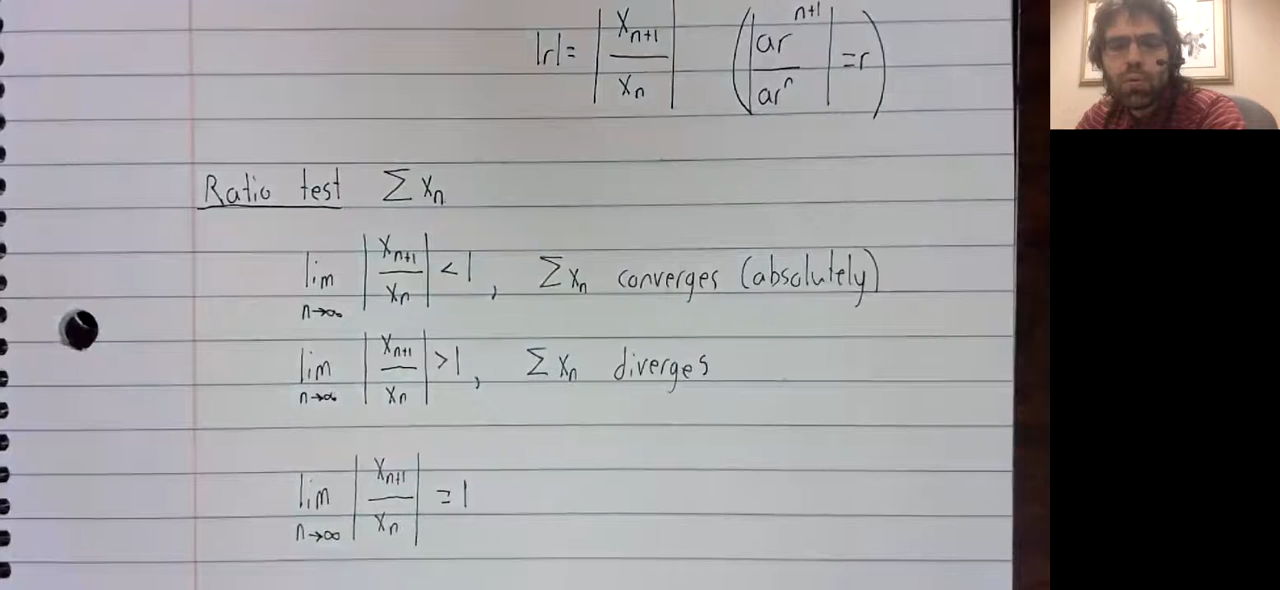 |r| = |x_{n+1}/x_n| (|ar^{n+1}/ar^n| = r)
Ratio test ∑ x_n
lim_{n→∞} |x_{n+1}/x_n| < 1, ∑ x_n converges (absolutely)
lim_{n→∞} |x_{n+1}/x_n| > 1, ∑ x_n diverges
lim_{n→∞} |x_{n+1}/x_n| = 1